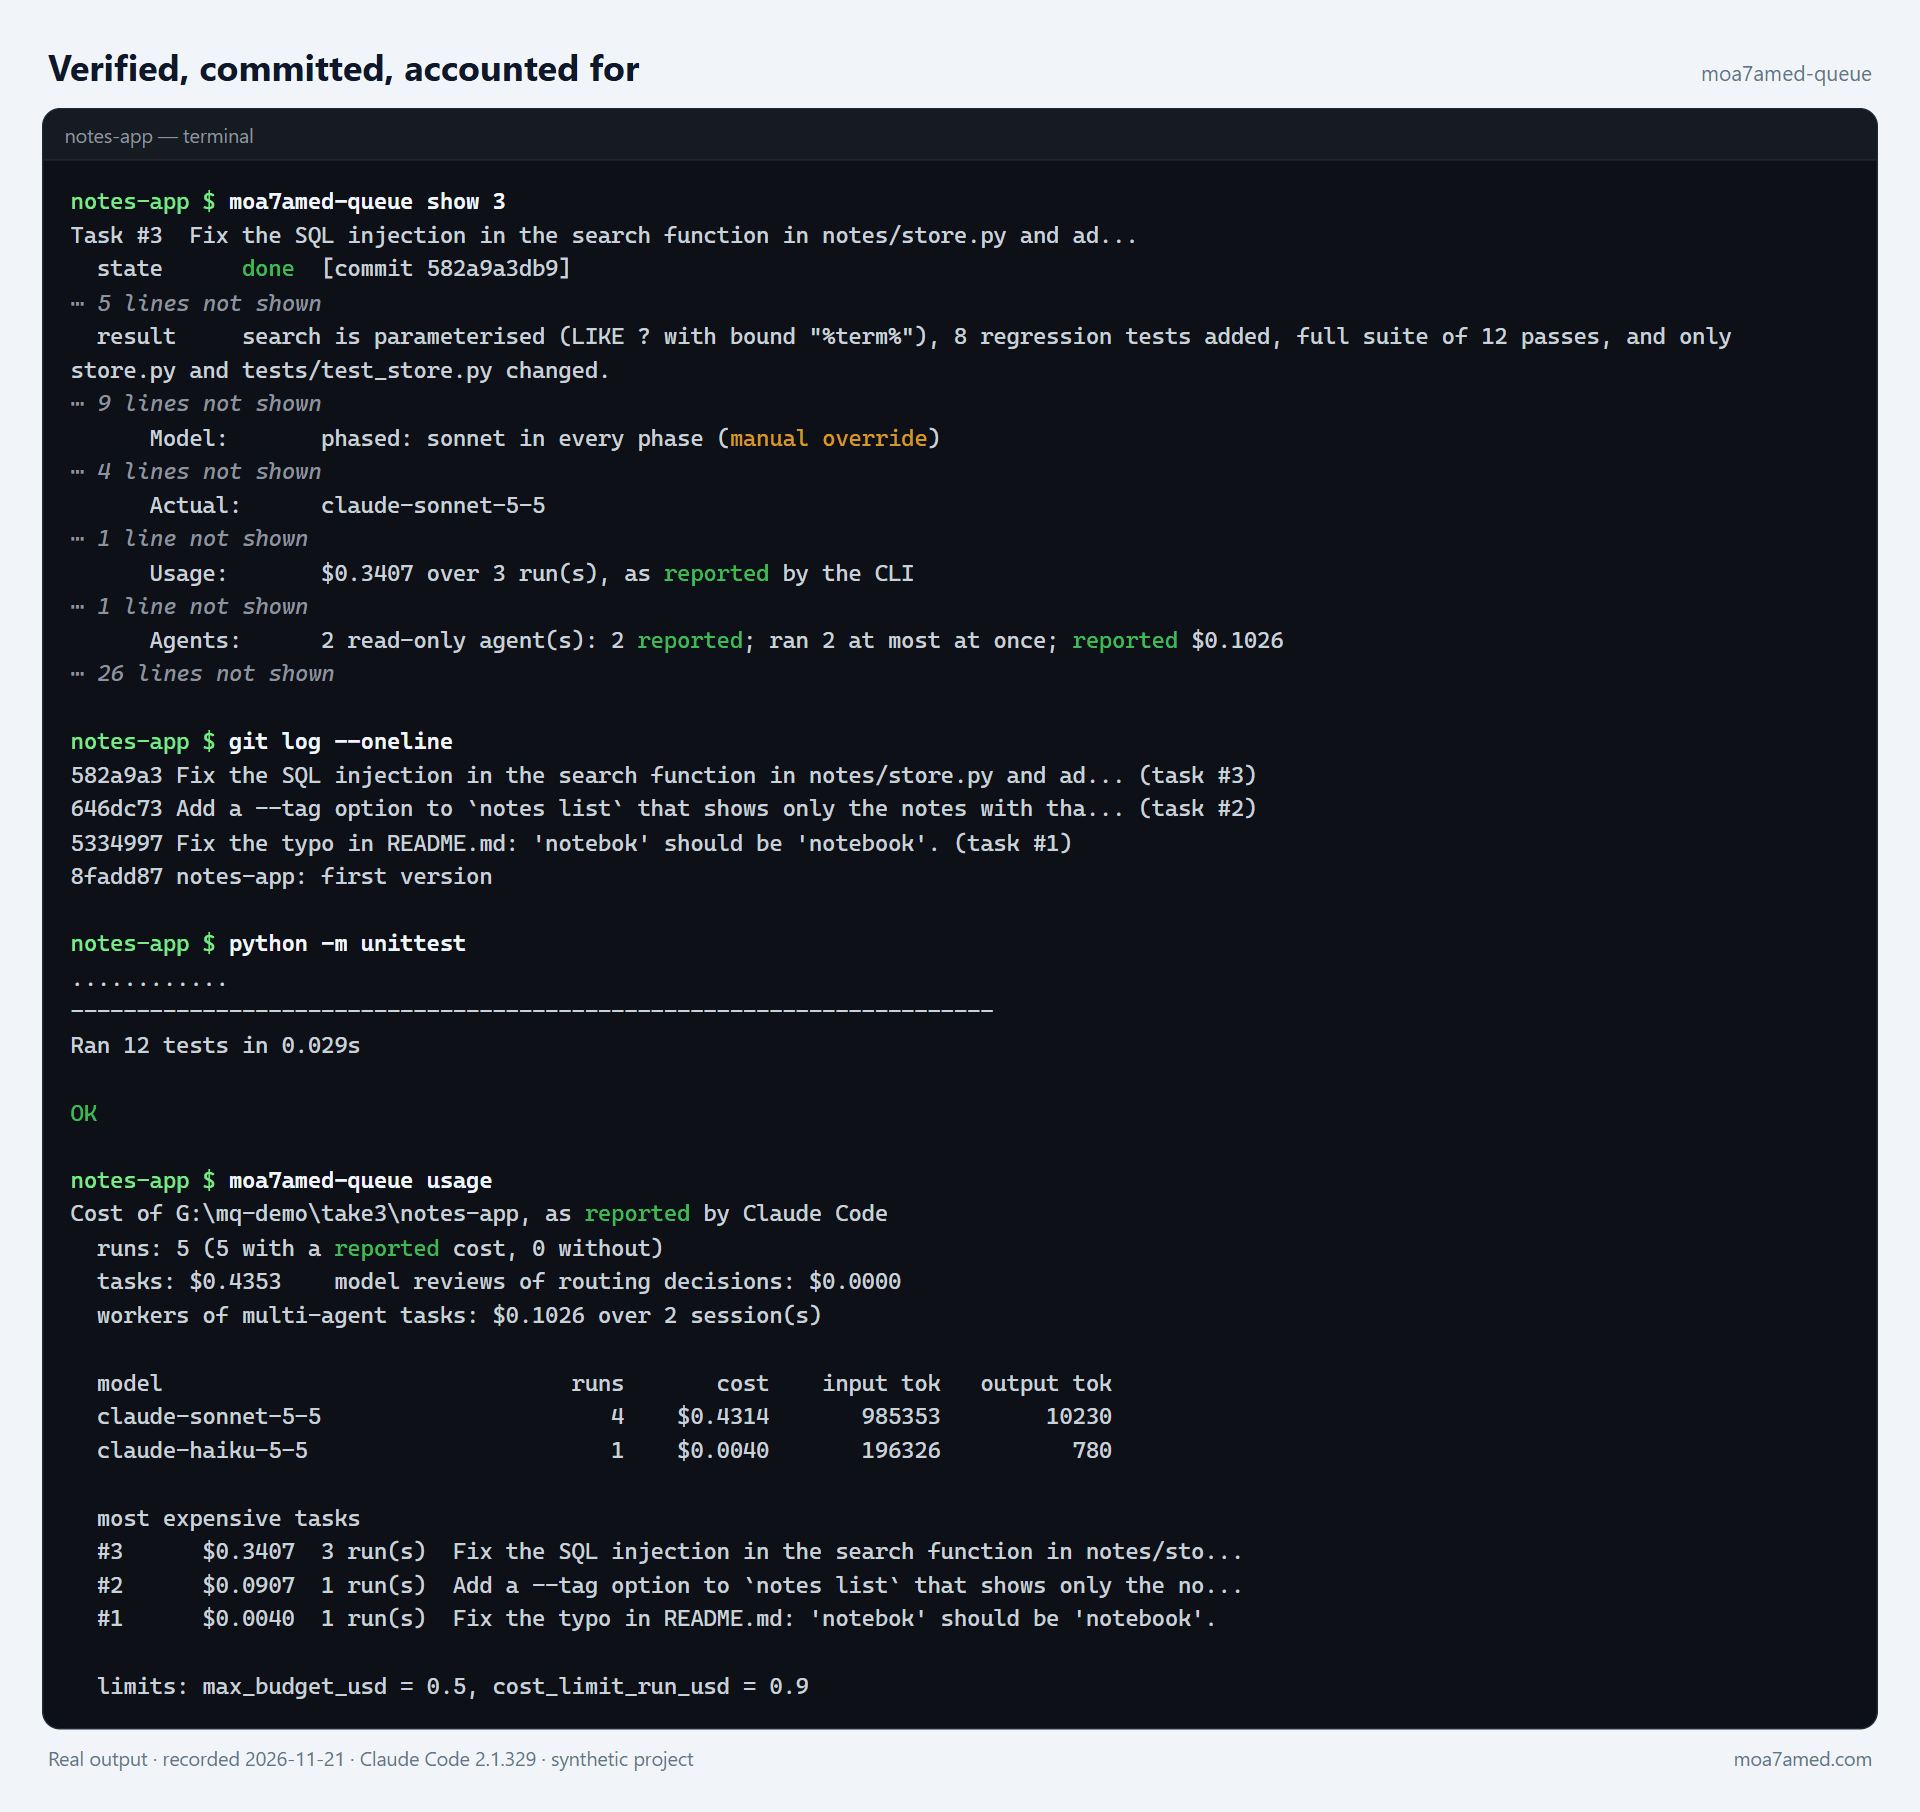 Verified, committed, accounted for
moa7amed-queue
notes-app — terminal
notes-app $ moa7amed-queue show 3
Task #3  Fix the SQL injection in the search function in notes/store.py and ad...
  state      done  [commit 582a9a3db9]
⋯ 5 lines not shown
  result     search is parameterised (LIKE ? with bound "%term%"), 8 regression tests added, full suite of 12 passes, and only
store.py and tests/test_store.py changed.
⋯ 9 lines not shown
      Model:       phased: sonnet in every phase (manual override)
⋯ 4 lines not shown
      Actual:      claude-sonnet-5-5
⋯ 1 line not shown
      Usage:       $0.3407 over 3 run(s), as reported by the CLI
⋯ 1 line not shown
      Agents:      2 read-only agent(s): 2 reported; ran 2 at most at once; reported $0.1026
⋯ 26 lines not shown
notes-app $ git log --oneline
582a9a3 Fix the SQL injection in the search function in notes/store.py and ad... (task #3)
646dc73 Add a --tag option to `notes list` that shows only the notes with tha... (task #2)
5334997 Fix the typo in README.md: 'notebok' should be 'notebook'. (task #1)
8fadd87 notes-app: first version
notes-app $ python -m unittest
............
----------------------------------------------------------------------
Ran 12 tests in 0.029s
OK
notes-app $ moa7amed-queue usage
Cost of G:\mq-demo\take3\notes-app, as reported by Claude Code
  runs: 5 (5 with a reported cost, 0 without)
  tasks: $0.4353    model reviews of routing decisions: $0.0000
  workers of multi-agent tasks: $0.1026 over 2 session(s)
  model                               runs       cost    input tok   output tok
  claude-sonnet-5-5                      4    $0.4314       985353        10230
  claude-haiku-5-5                       1    $0.0040       196326          780
  most expensive tasks
  #3      $0.3407  3 run(s)  Fix the SQL injection in the search function in notes/sto...
  #2      $0.0907  1 run(s)  Add a --tag option to `notes list` that shows only the no...
  #1      $0.0040  1 run(s)  Fix the typo in README.md: 'notebok' should be 'notebook'.
  limits: max_budget_usd = 0.5, cost_limit_run_usd = 0.9
Real output · recorded 2026-11-21 · Claude Code 2.1.329 · synthetic project
moa7amed.com